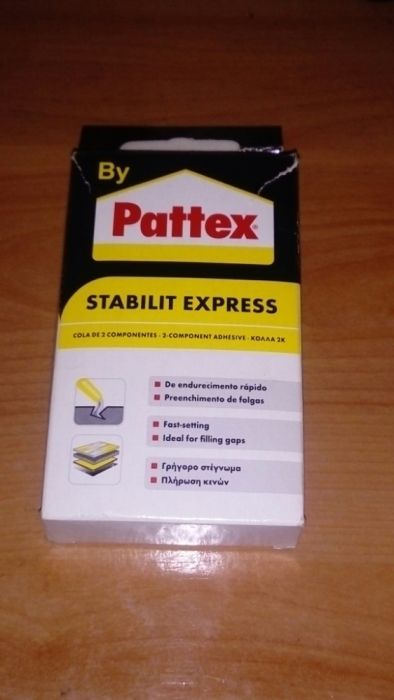 By
Pattex®
STABILIT EXPRESS
COLA DE 2 COMPONENTES · 2-COMPONENT ADHESIVE · ΚΟΛΛΑ 2Κ
De endurecimento rápido
Preenchimento de folgas
Fast-setting
Ideal for filling gaps
Γρήγορο στέγνωμα
Πλήρωση κενών